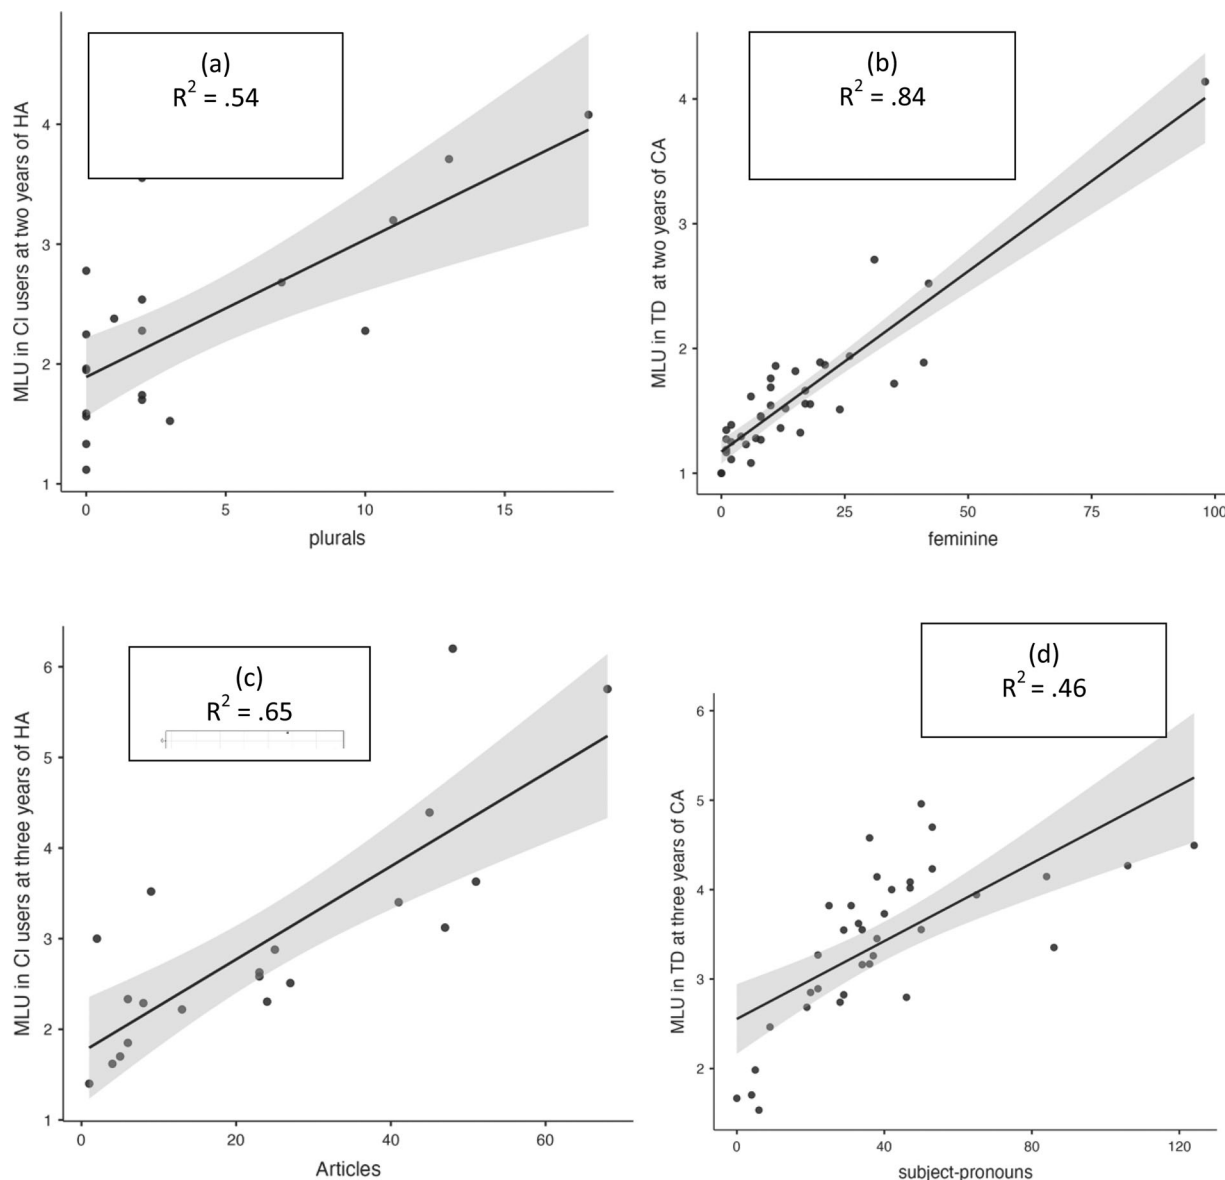 (a)
R² = .54
MLU in CI users at two years of HA
4
3
2
1
0
5
10
15
plurals
(b)
R² = .84
MLU in TD at two years of CA
4
3
2
1
0
25
50
75
100
feminine
(c)
R² = .65
MLU in CI users at three years of HA
6
5
4
3
2
1
0
20
40
60
Articles
(d)
R² = .46
MLU in TD at three years of CA
6
5
4
3
2
0
40
80
120
subject-pronouns